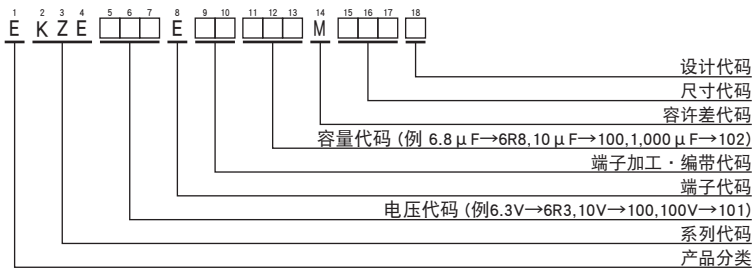 1 2 3 4 5 6 7 8 9 10 11 12 13 14 15 16 17 18
E KZE □□□ E □□ □□□ M □□□ □
设计代码
尺寸代码
容许差代码
容量代码 (例 6.8μF→6R8,10μF→100,1,000μF→102)
端子加工・编带代码
端子代码
电压代码 (例6.3V→6R3,10V→100,100V→101)
系列代码
产品分类